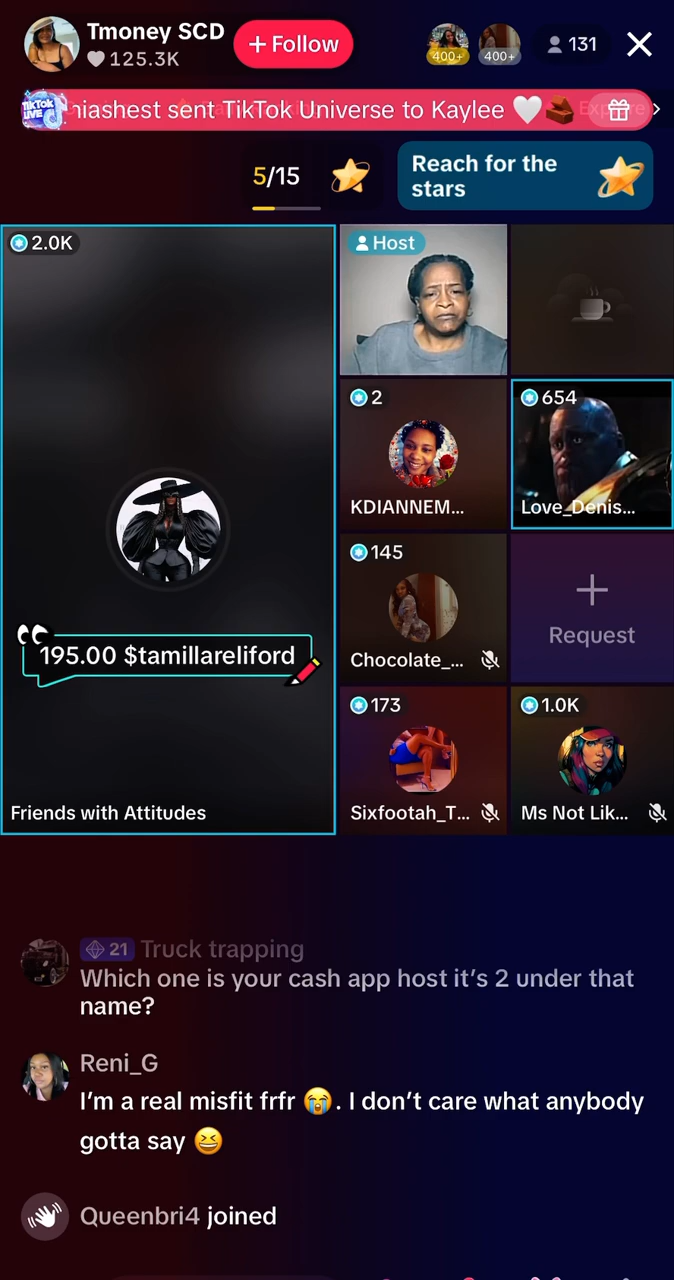 Tmoney SCD
125.3K
+ Follow
400+
400+
131
TikTok LIVE
niashest sent TikTok Universe to Kaylee 🤍
5/15
Reach for the
stars
2.0K
Host
2
KDIANNEM...
654
Love_Denis...
145
Chocolate_...
+
Request
195.00 $tamillareliford
173
Sixfootah_T...
1.0K
Ms Not Lik...
Friends with Attitudes
21 Truck trapping
Which one is your cash app host it's 2 under that
name?
Reni_G
I'm a real misfit frfr 😭. I don't care what anybody
gotta say 😆
Queenbri4 joined